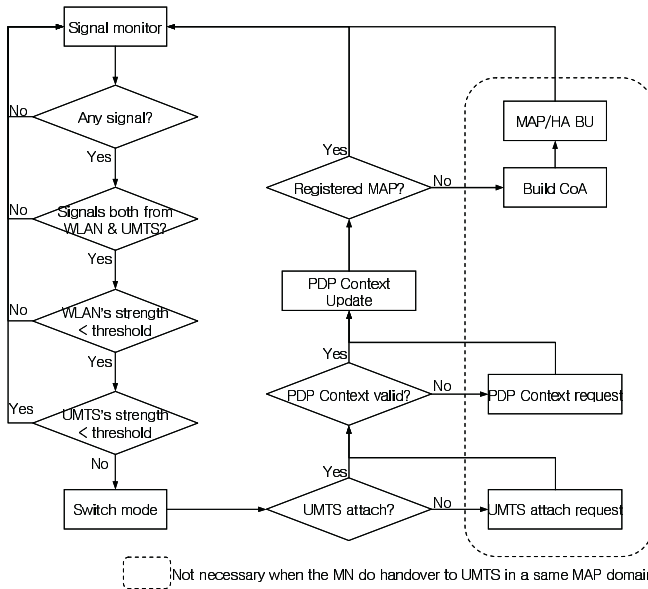 Signal monitor
No
Any signal?
Yes
No
Signals both from
WLAN & UMTS?
Yes
No
WLAN's strength
< threshold
Yes
Yes
UMTS's strength
< threshold
No
Switch mode
UMTS attach?
No
UMTS attach request
Yes
PDP Context valid?
No
PDP Context request
Yes
PDP Context
Update
Registered MAP?
No
Build CoA
MAP/HA BU
Yes
Not necessary when the MN do handover to UMTS in a same MAP domain